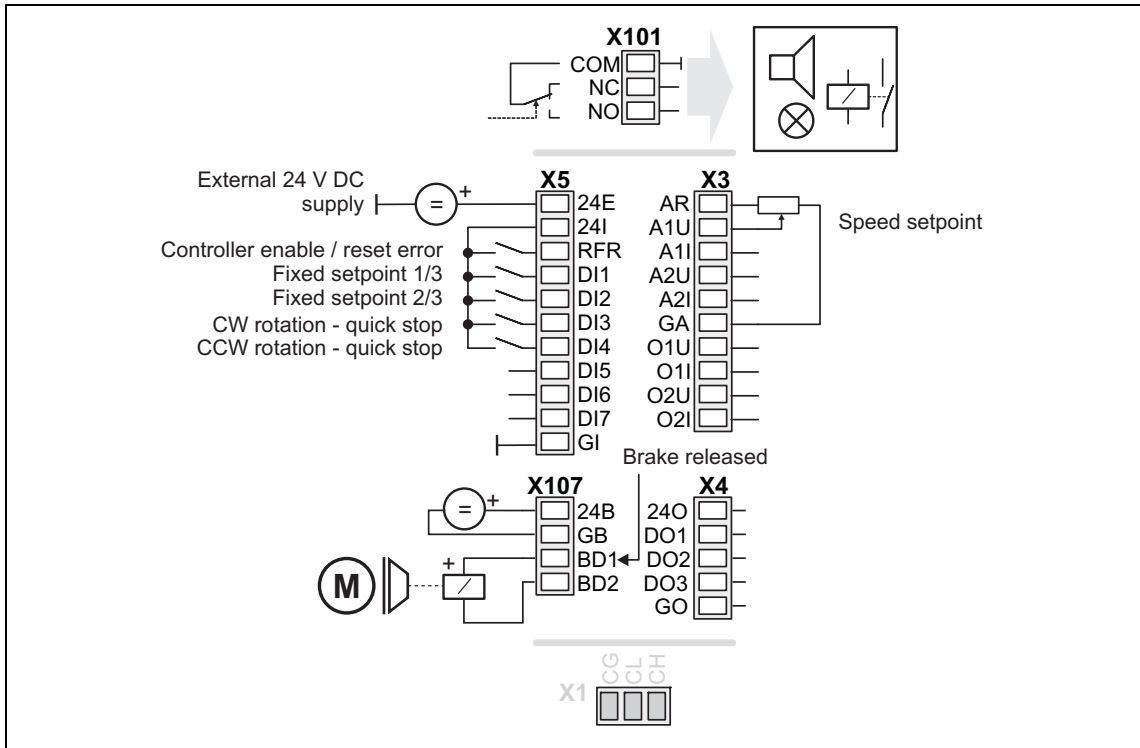 X101
COM
NC
NO
X5
X3
External 24 V DC
supply
=
+
24E
24I
Controller enable / reset error
RFR
Fixed setpoint 1/3
DI1
Fixed setpoint 2/3
DI2
CW rotation - quick stop
DI3
CCW rotation - quick stop
DI4
DI5
DI6
DI7
GI
AR
A1U
Speed setpoint
A1I
A2U
A2I
GA
O1U
O1I
O2U
O2I
Brake released
X107
X4
=
+
24B
GB
BD1
BD2
+
M
24O
DO1
DO2
DO3
GO
X1
CG
CL
CH